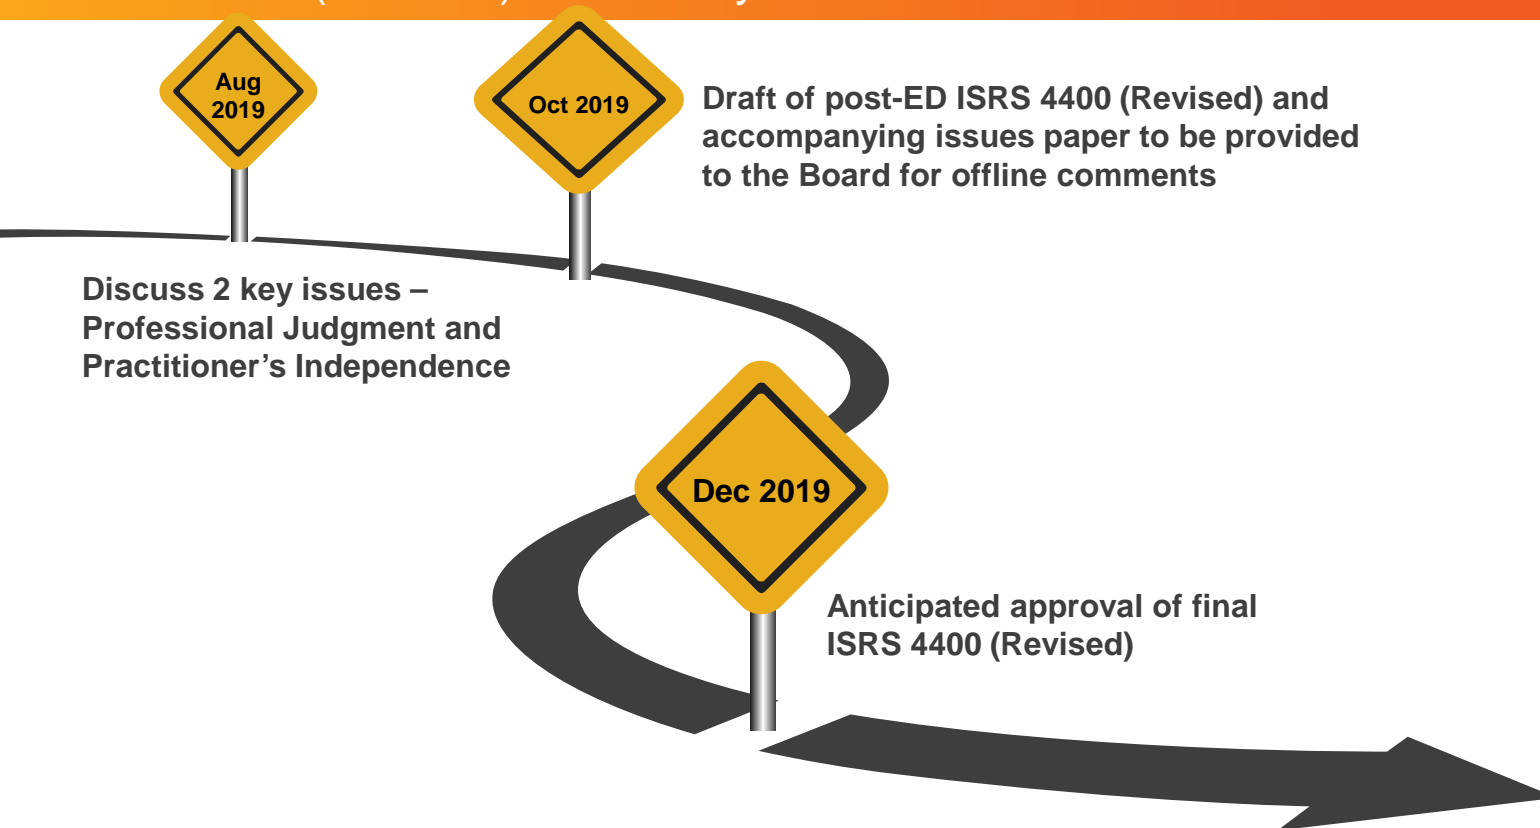 Aug
2019
Oct 2019
Draft of post-ED ISRS 4400 (Revised) and
accompanying issues paper to be provided
to the Board for offline comments
Discuss 2 key issues –
Professional Judgment and
Practitioner’s Independence
Dec 2019
Anticipated approval of final
ISRS 4400 (Revised)